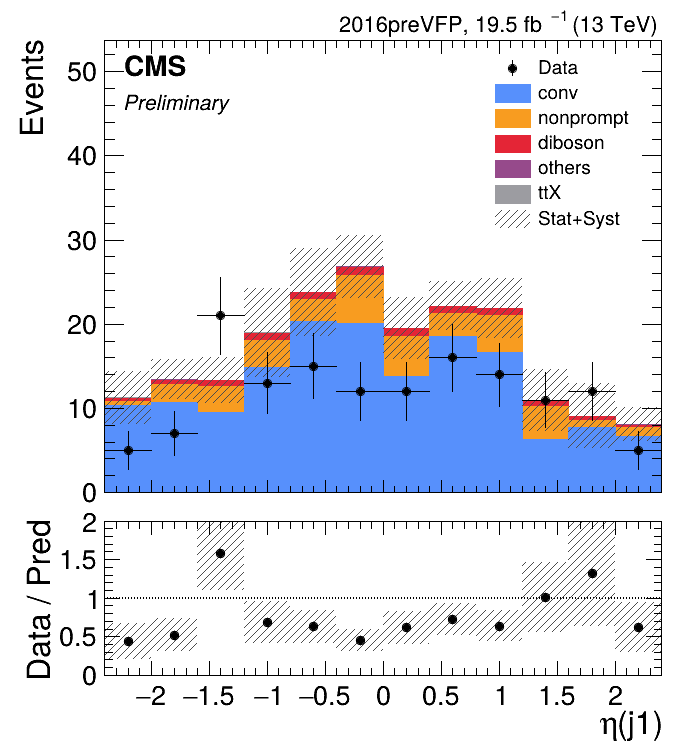 2016preVFP, 19.5 fb⁻¹ (13 TeV)
CMS
Preliminary
Events
50
40
30
20
10
0
Data
conv
nonprompt
diboson
others
ttX
Stat+Syst
Data / Pred
2
1.5
1
0.5
0
−2 −1.5 −1 −0.5 0 0.5 1 1.5 2
η(j1)